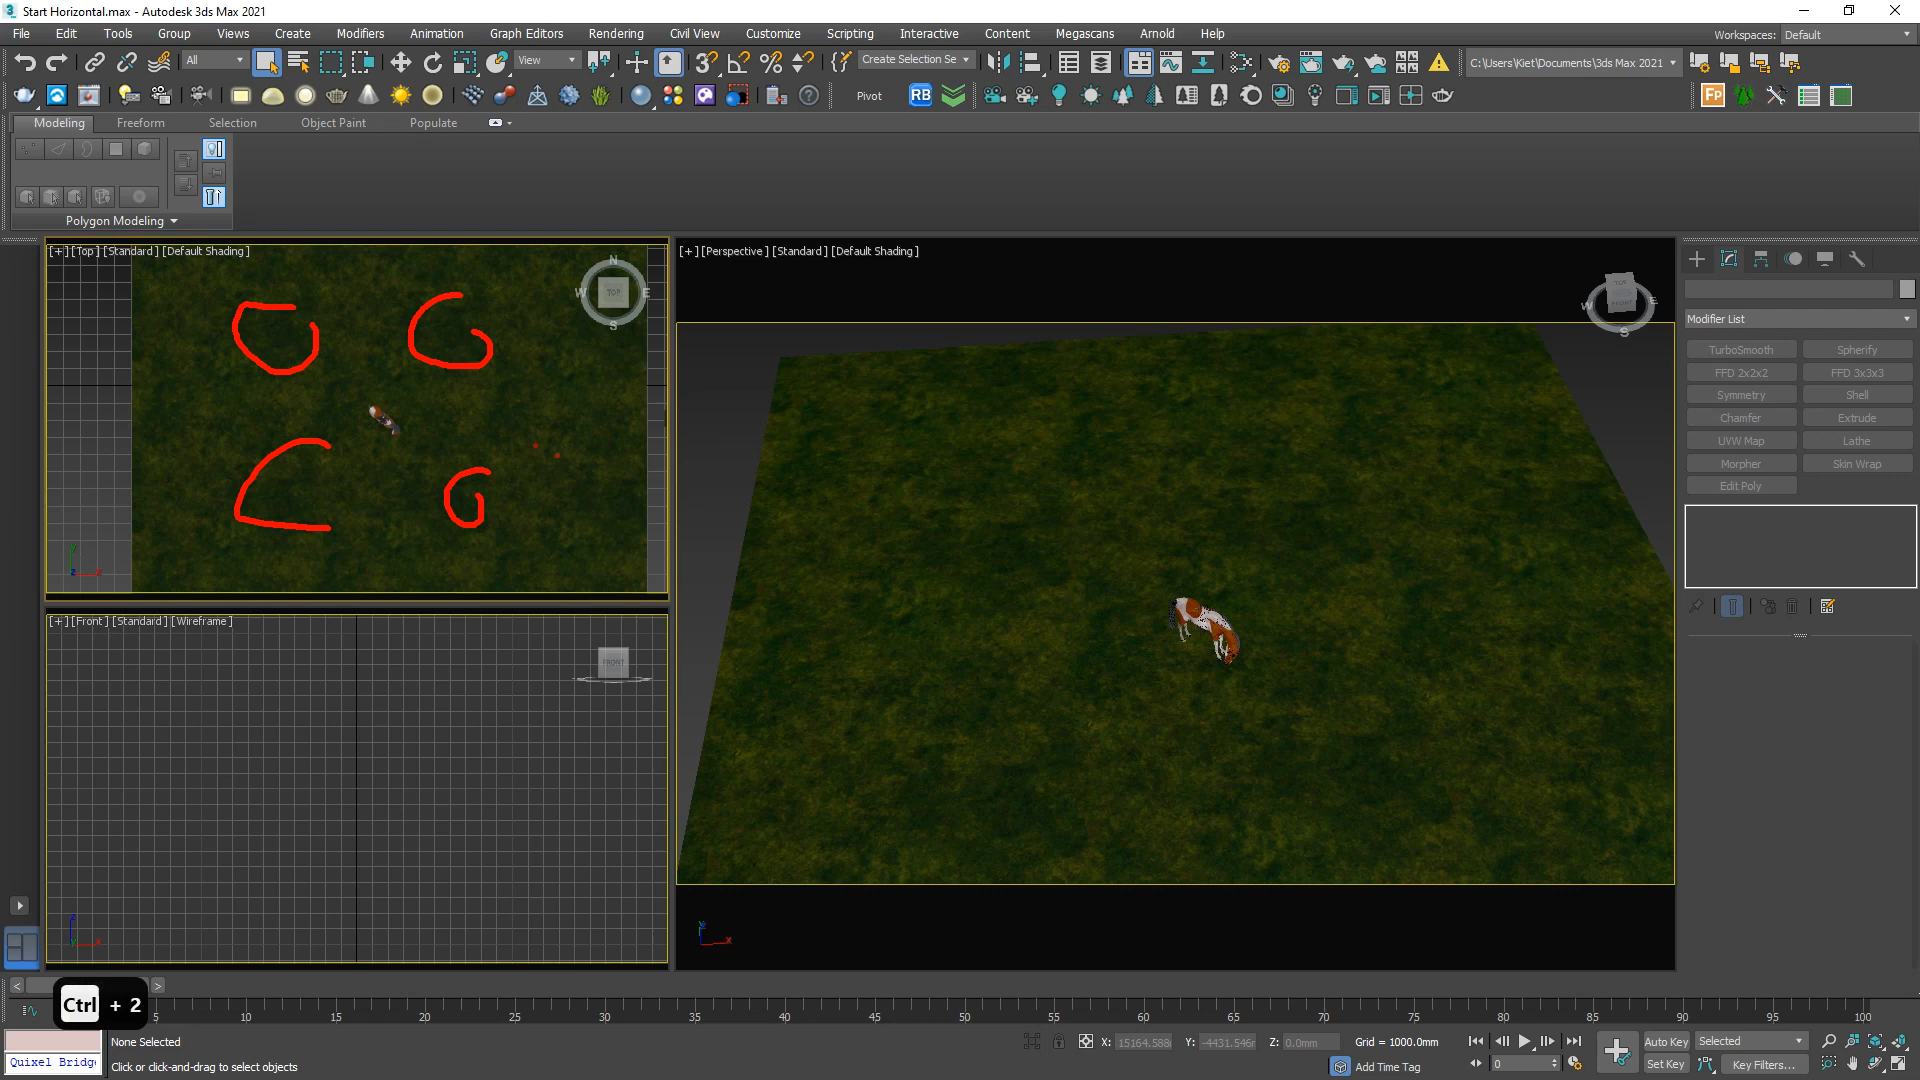 Start Horizontal.max - Autodesk 3ds Max 2021
File Edit Tools Group Views Create Modifiers Animation Graph Editors Rendering Civil View Customize Scripting Interactive Content Megascans Arnold Help
Workspaces: Default
All View Create Selection Se C:\Users\Kiet\Documents\3ds Max 2021
Pivot RB Fp
Modeling Freeform Selection Object Paint Populate
Polygon Modeling
[+] [Top] [Standard] [Default Shading]
N
W TOP E
S
[+] [Perspective] [Standard] [Default Shading]
TOP
FRONT
W E
S
Modifier List
TurboSmooth Spherify
FFD 2x2x2 FFD 3x3x3
Symmetry Shell
Chamfer Extrude
UVW Map Lathe
Morpher Skin Wrap
Edit Poly
y
z x
[+] [Front] [Standard] [Wireframe]
FRONT
z
y x
x
< >
Ctrl + 2
5 10 15 20 25 30 35 40 45 50 55 60 65 70 75 80 85 90 95 100
None Selected
X: 15164.588 Y: -4431.546 Z: 0.0mm Grid = 1000.0mm
Auto Key Selected
Quixel Bridg
Click or click-and-drag to select objects
Add Time Tag
0
Set Key Key Filters...